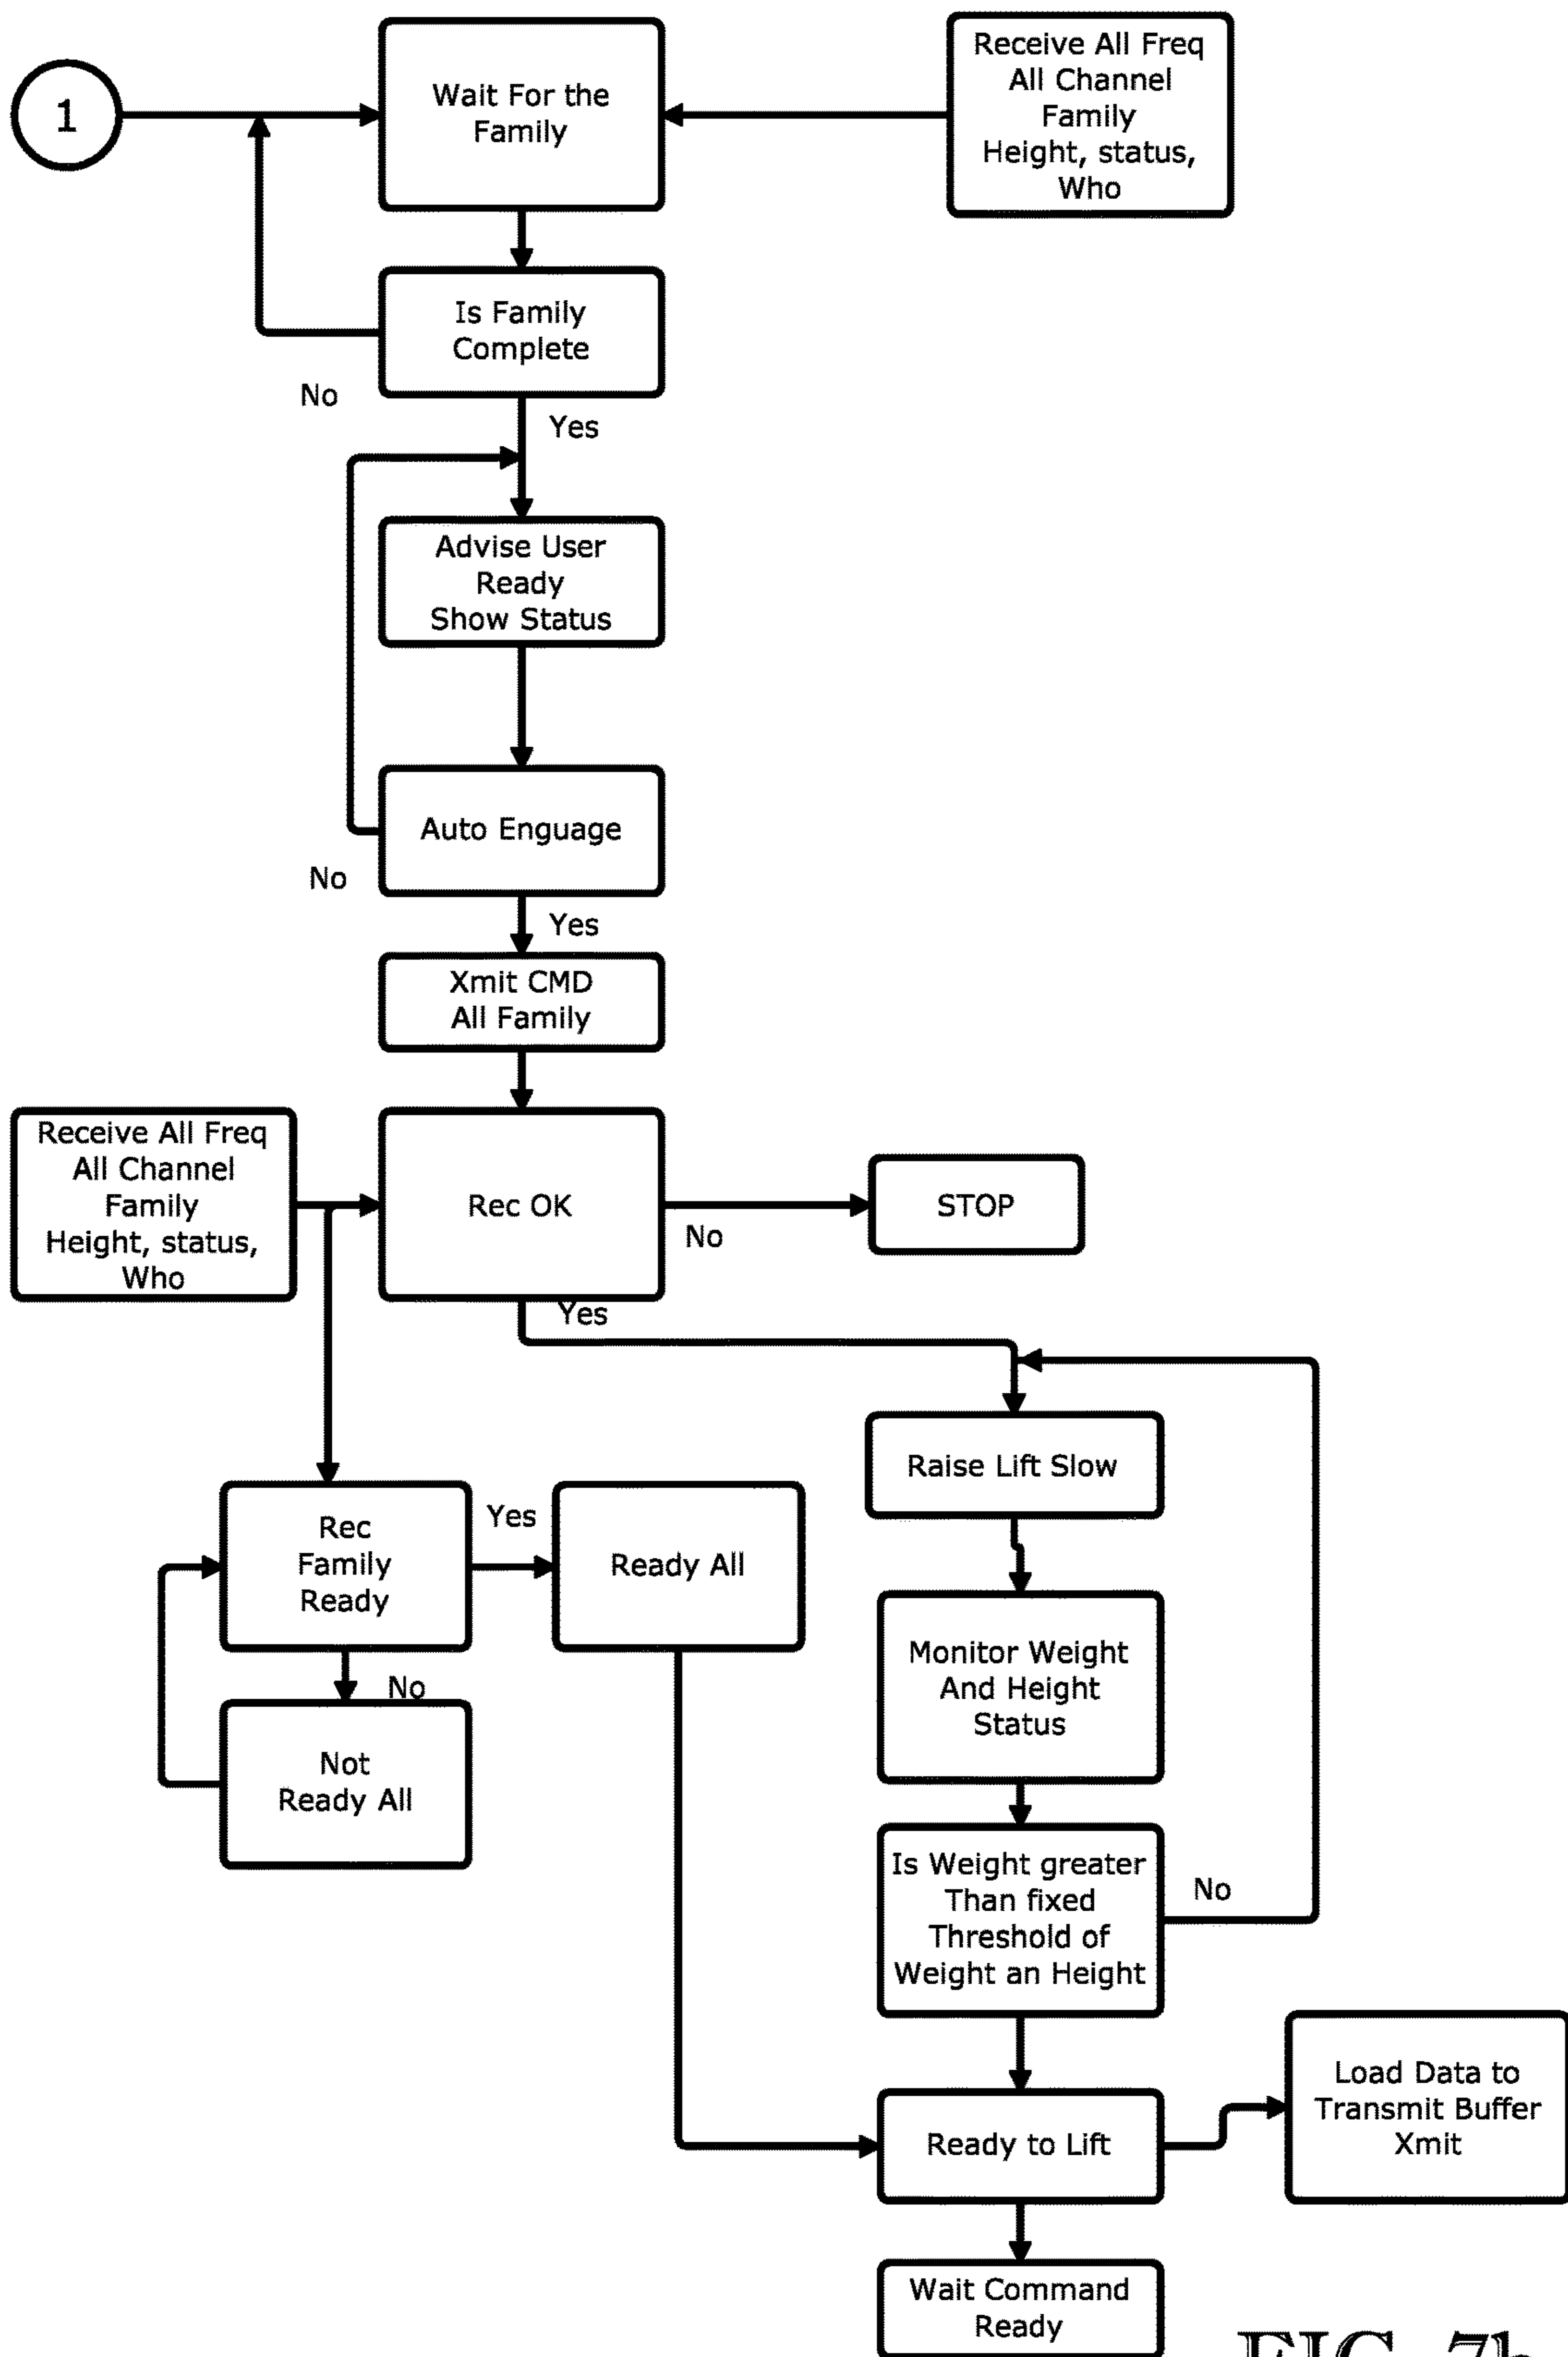 1
Wait For the
Family
Receive All Freq
All Channel
Family
Height, status,
Who
Is Family
Complete
No
Yes
Advise User
Ready
Show Status
Auto Enguage
No
Yes
Xmit CMD
All Family
Receive All Freq
All Channel
Family
Height, status,
Who
Rec OK
No
STOP
Yes
Raise Lift Slow
Rec
Family
Ready
Yes
Ready All
No
Not
Ready All
Monitor Weight
And Height
Status
Is Weight greater
Than fixed
Threshold of
Weight an Height
No
Ready to Lift
Load Data to
Transmit Buffer
Xmit
Wait Command
Ready
FIG. 7b